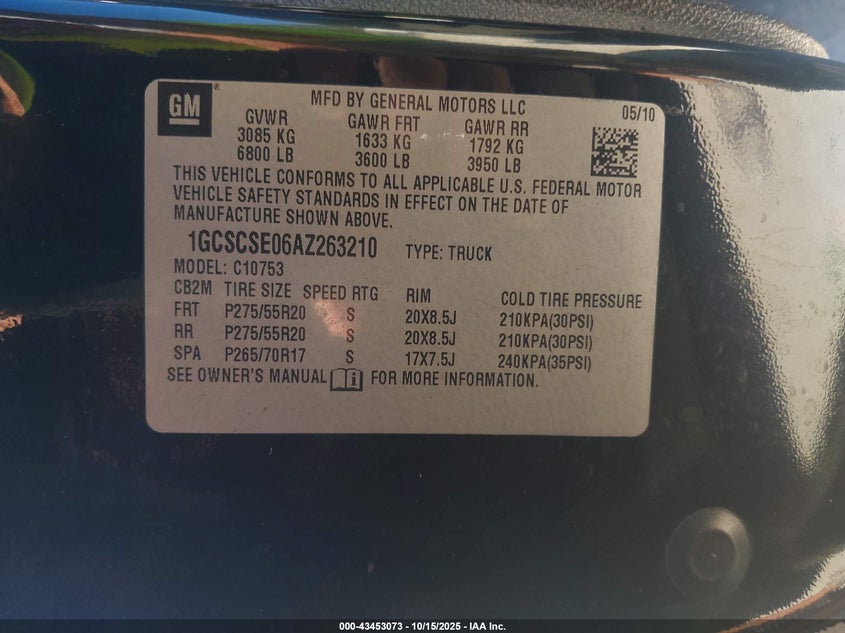 GM ®
MFD BY GENERAL MOTORS LLC
05/10
GVWR GAWR FRT GAWR RR
3085 KG 1633 KG 1792 KG
6800 LB 3600 LB 3950 LB
THIS VEHICLE CONFORMS TO ALL APPLICABLE U.S. FEDERAL MOTOR
VEHICLE SAFETY STANDARDS IN EFFECT ON THE DATE OF
MANUFACTURE SHOWN ABOVE.
1GCSCSE06AZ263210 TYPE: TRUCK
MODEL: C10753
CB2M TIRE SIZE SPEED RTG RIM COLD TIRE PRESSURE
FRT P275/55R20 S 20X8.5J 210KPA(30PSI)
RR P275/55R20 S 20X8.5J 210KPA(30PSI)
SPA P265/70R17 S 17X7.5J 240KPA(35PSI)
SEE OWNER'S MANUAL FOR MORE INFORMATION.
000-43453073 - 10/15/2025 - IAA Inc.